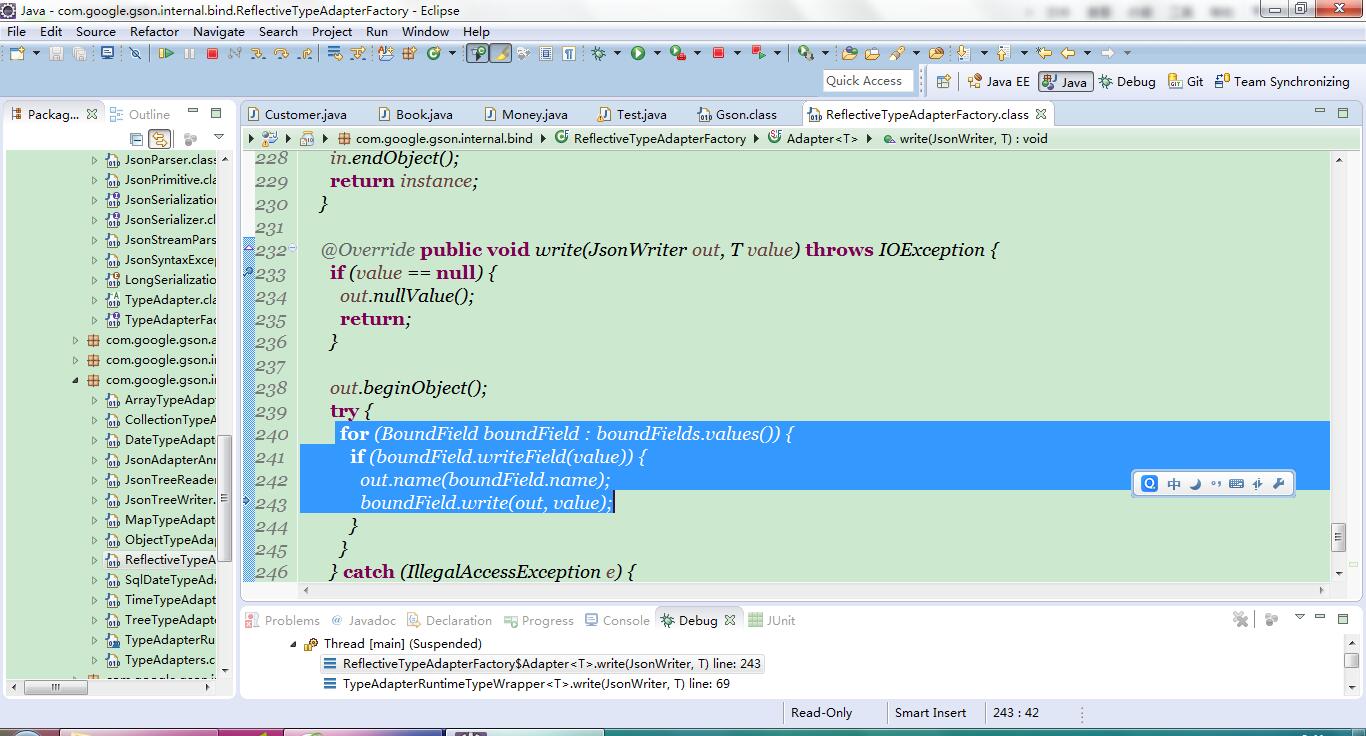 Java - com.google.gson.internal.bind.ReflectiveTypeAdapterFactory - Eclipse
File Edit Source Refactor Navigate Search Project Run Window Help
Quick Access Java EE Java Debug Git Team Synchronizing
Packag... Outline
Customer.java Book.java Money.java Test.java Gson.class ReflectiveTypeAdapterFactory.class
com.google.gson.internal.bind ReflectiveTypeAdapterFactory Adapter<T> write(JsonWriter, T) : void
JsonParser.class
JsonPrimitive.cla
JsonSerializatio
JsonSerializer.cl
JsonStreamPars
JsonSyntaxExcep
LongSerializatio
TypeAdapter.cla
TypeAdapterFac
com.google.gson.a
com.google.gson.ii
com.google.gson.ii
ArrayTypeAdapt
CollectionTypeA
DateTypeAdapt
JsonAdapterAnn
JsonTreeReader
JsonTreeWriter.
MapTypeAdapt
ObjectTypeAdap
ReflectiveTypeA
SqlDateTypeAda
TimeTypeAdapt
TreeTypeAdapt
TypeAdapterRu
TypeAdapters.c
228 in.endObject();
229 return instance;
230 }
231
232 @Override public void write(JsonWriter out, T value) throws IOException {
233 if (value == null) {
234 out.nullValue();
235 return;
236 }
237
238 out.beginObject();
239 try {
240 for (BoundField boundField : boundFields.values()) {
241 if (boundField.writeField(value)) {
242 out.name(boundField.name);
243 boundField.write(out, value);
244 }
245 }
246 } catch (IllegalAccessException e) {
中
Problems @ Javadoc Declaration Progress Console Debug JUnit
Thread [main] (Suspended)
ReflectiveTypeAdapterFactory$Adapter<T>.write(JsonWriter, T) line: 243
TypeAdapterRuntimeTypeWrapper<T>.write(JsonWriter, T) line: 69
Read-Only Smart Insert 243 : 42